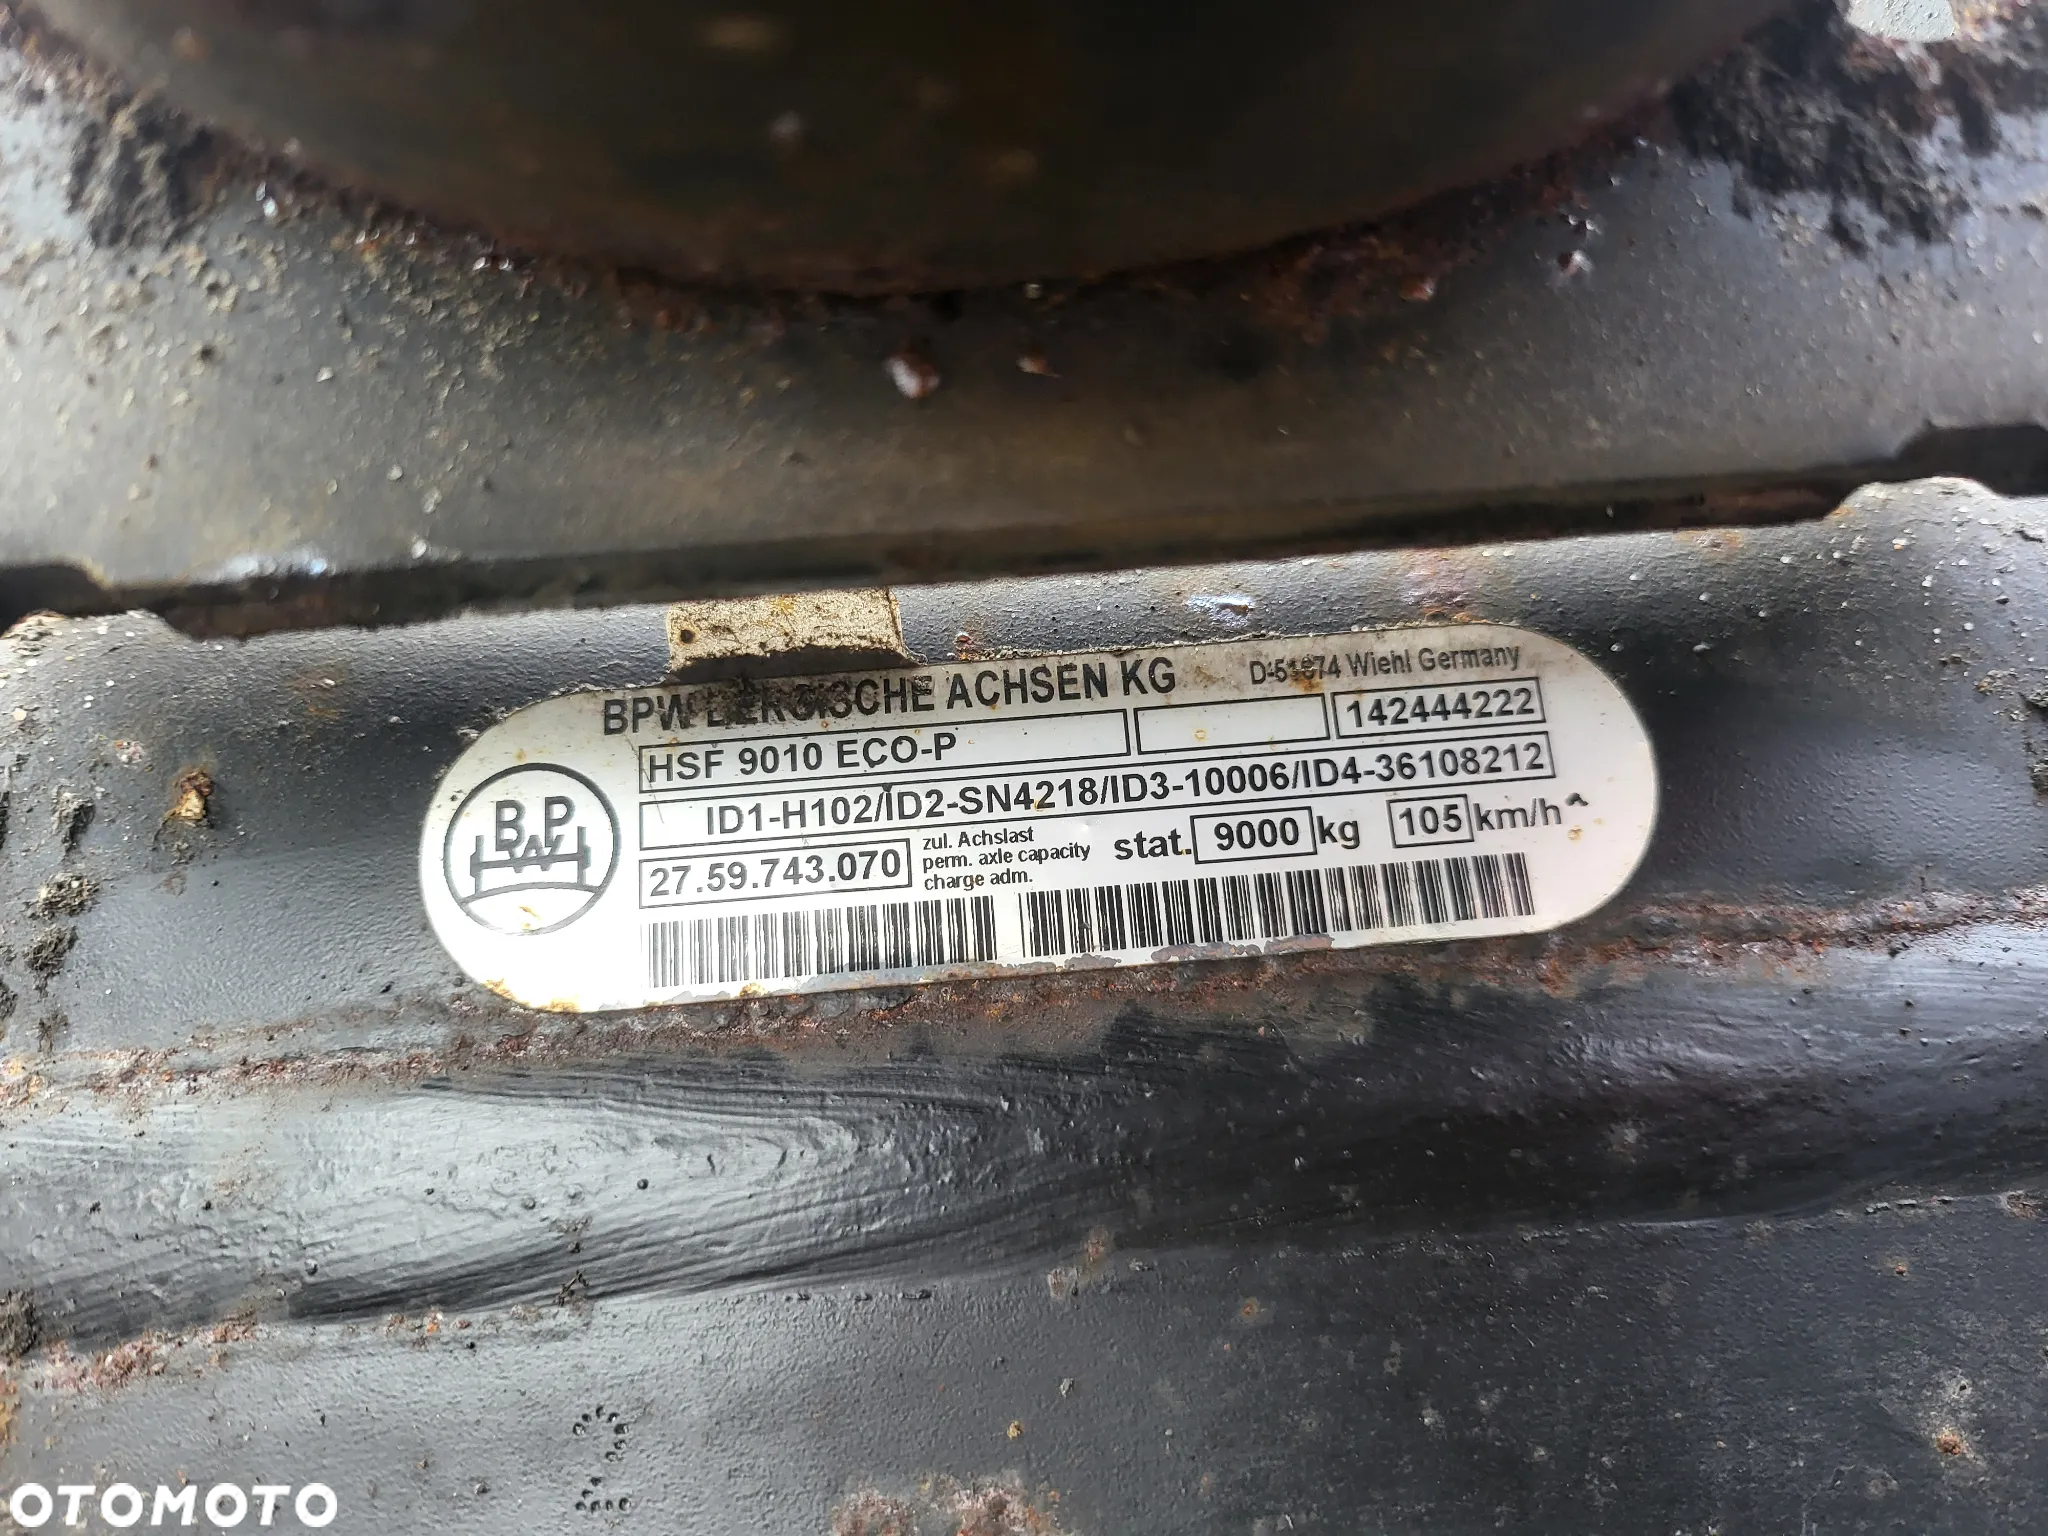 BPW BERGISCHE ACHSEN KG D-51674 Wiehl Germany
HSF 9010 ECO-P 142444222
ID1-H102/ID2-SN4218/ID3-10006/ID4-36108212
BPW
27.59.743.070 zul. Achslast stat. 9000 kg 105 km/h
perm. axle capacity
charge adm.
OTOMOTO